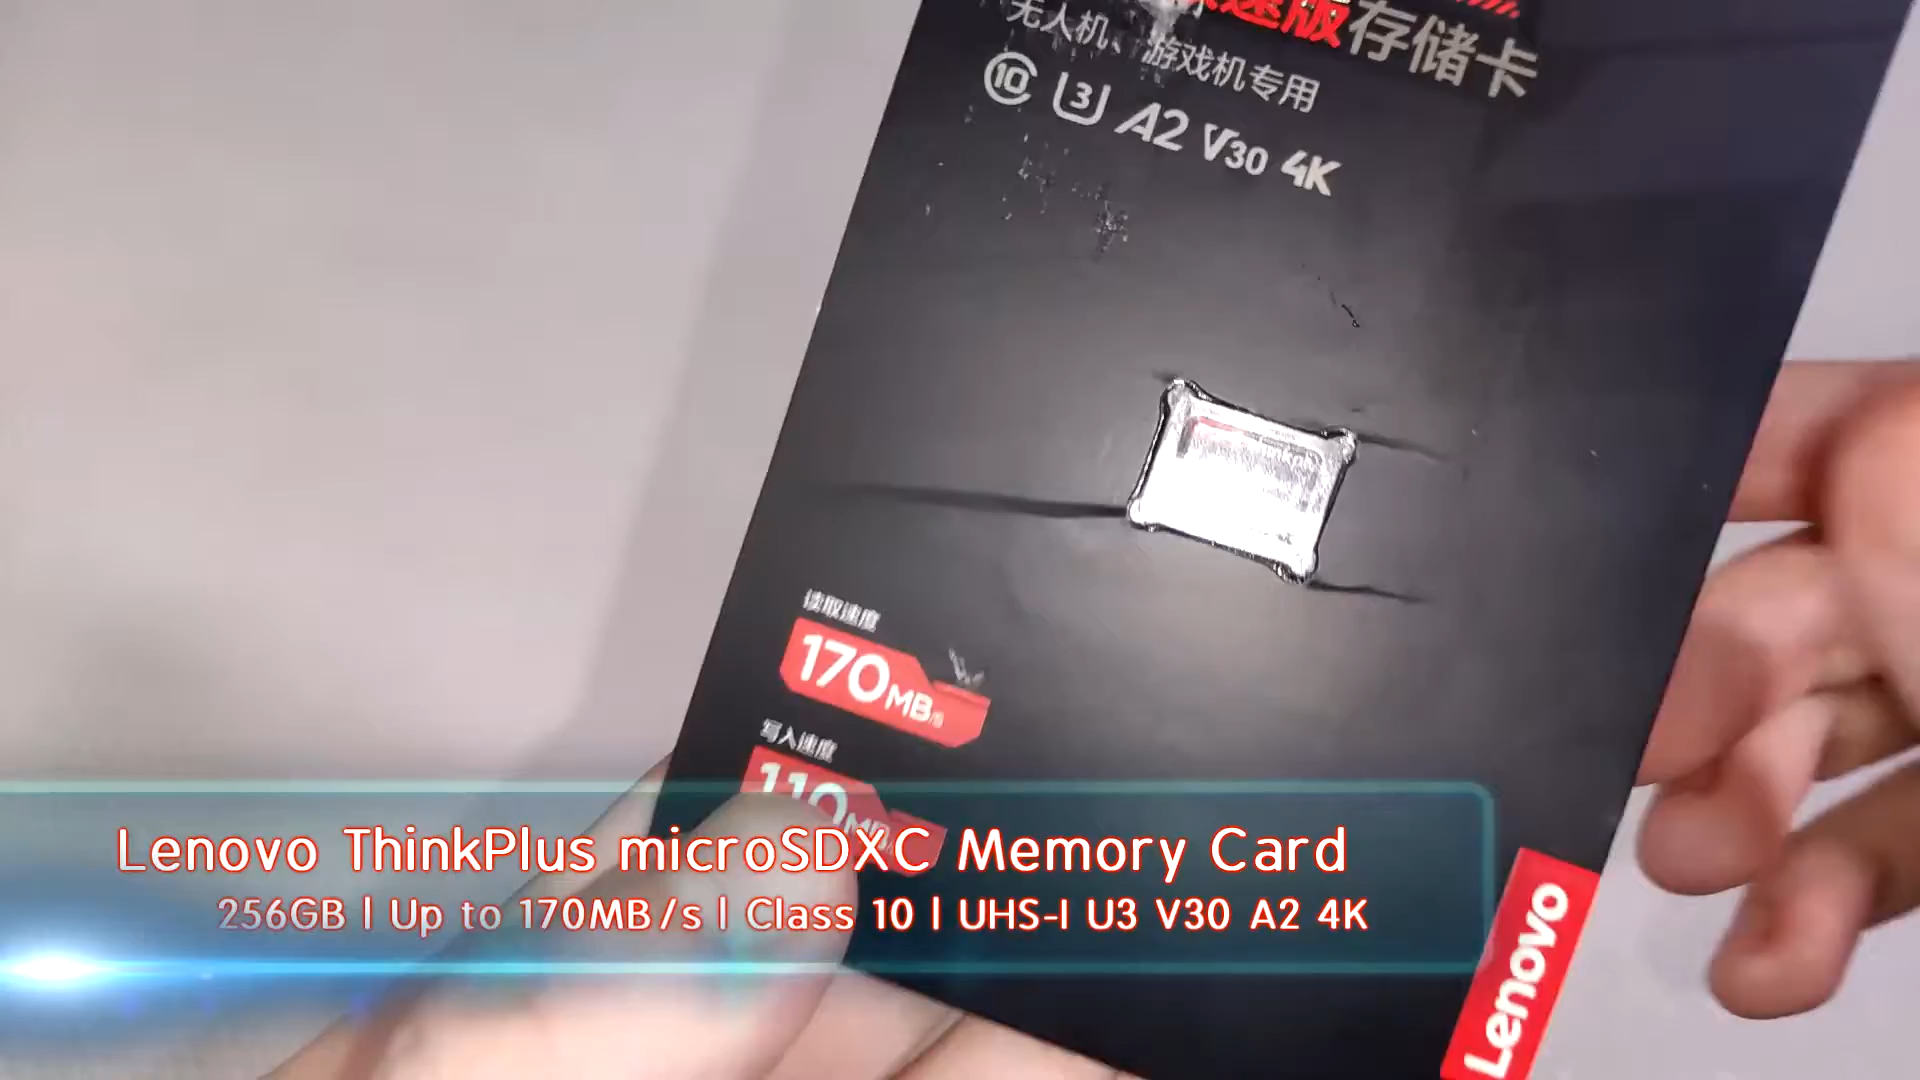 速版存储卡
无人机、游戏机专用
10 U3 A2 V30 4K
读取速度
170MB/s
写入速度
110MB/s
Lenovo ThinkPlus microSDXC Memory Card
256GB | Up to 170MB/s | Class 10 | UHS-I U3 V30 A2 4K
Lenovo